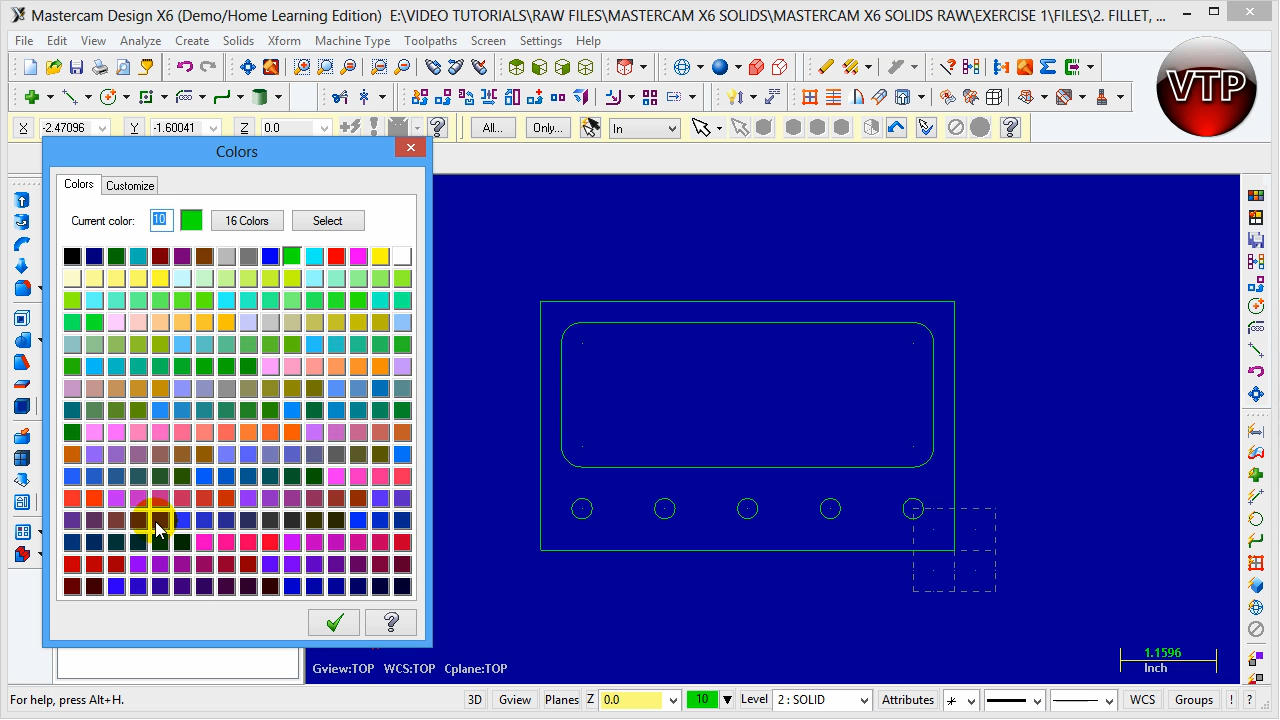 Mastercam Design X6 (Demo/Home Learning Edition)  E:\VIDEO TUTORIALS\RAW FILES\MASTERCAM X6 SOLIDS\MASTERCAM X6 SOLIDS RAW\EXERCISE 1\FILES\2. FILLET, ...
File Edit View Analyze Create Solids Xform Machine Type Toolpaths Screen Settings Help
VTP
X -2.47096 Y -1.60041 Z 0.0 All... Only... In
Colors
Colors Customize
Current color: 10 16 Colors Select
1.1596
Inch
Gview:TOP WCS:TOP Cplane:TOP
For help, press Alt+H. 3D Gview Planes Z 0.0 10 Level 2 : SOLID Attributes WCS Groups ! ?